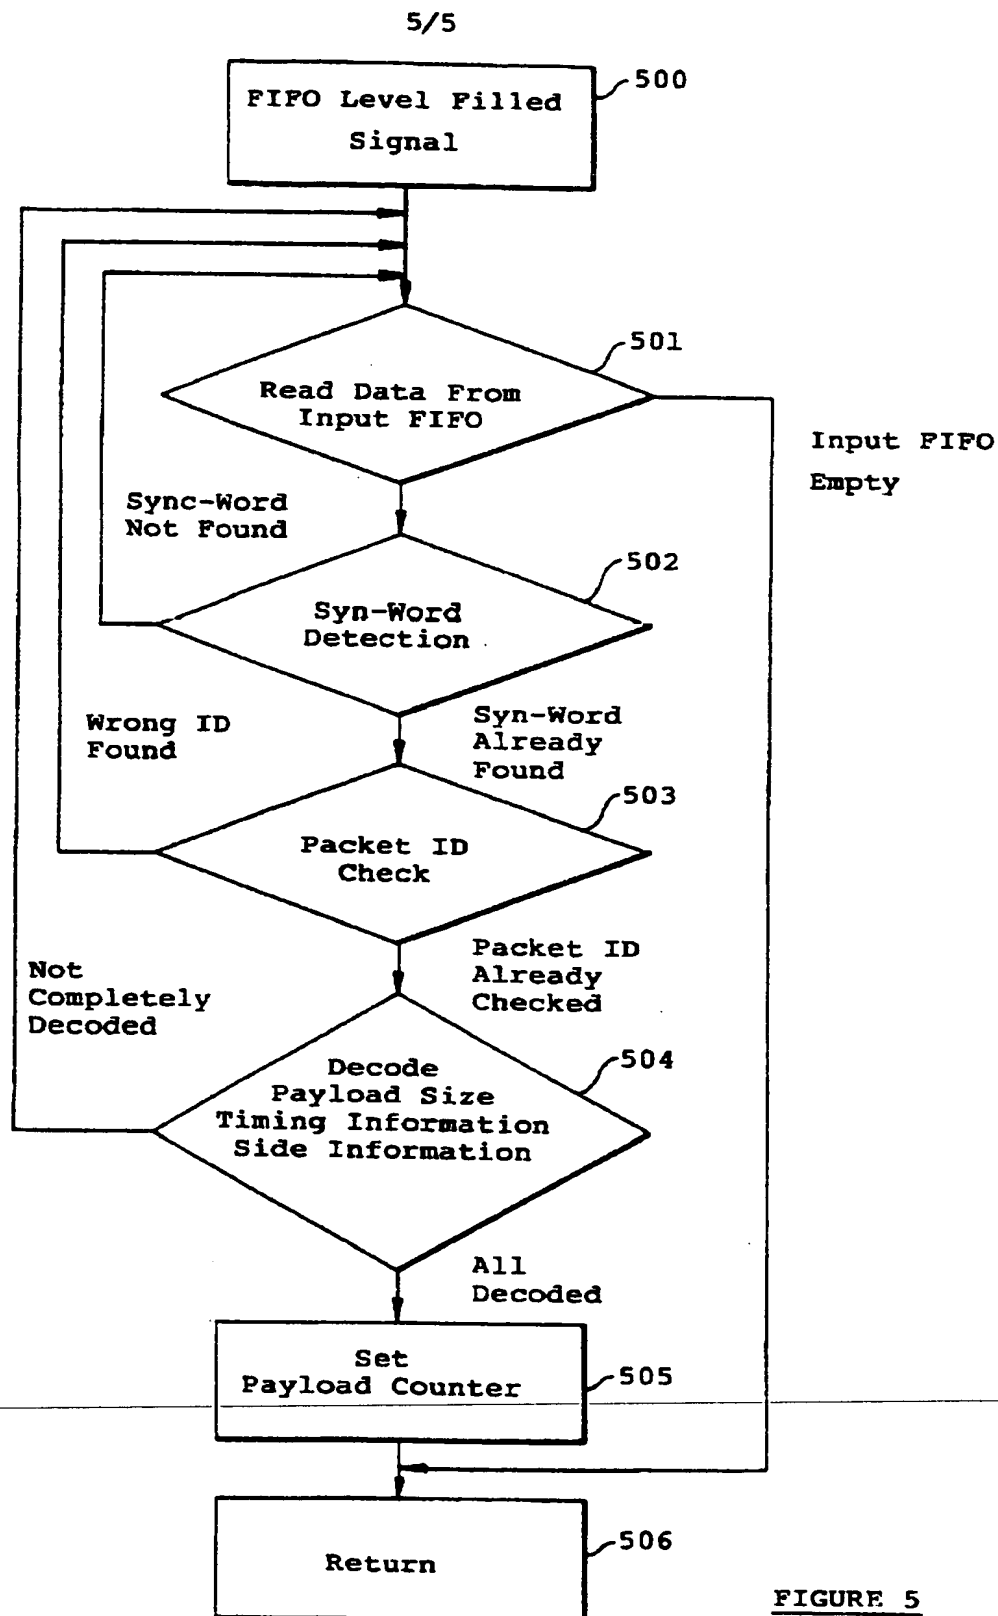 5/5
FIFO Level Filled
Signal
500
501
Read Data From
Input FIFO
Input FIFO
Empty
Sync-Word
Not Found
502
Syn-Word
Detection
Wrong ID
Found
Syn-Word
Already
Found
503
Packet ID
Check
Packet ID
Already
Checked
Not
Completely
Decoded
504
Decode
Payload Size
Timing Information
Side Information
All
Decoded
Set
Payload Counter
505
Return
506
FIGURE 5